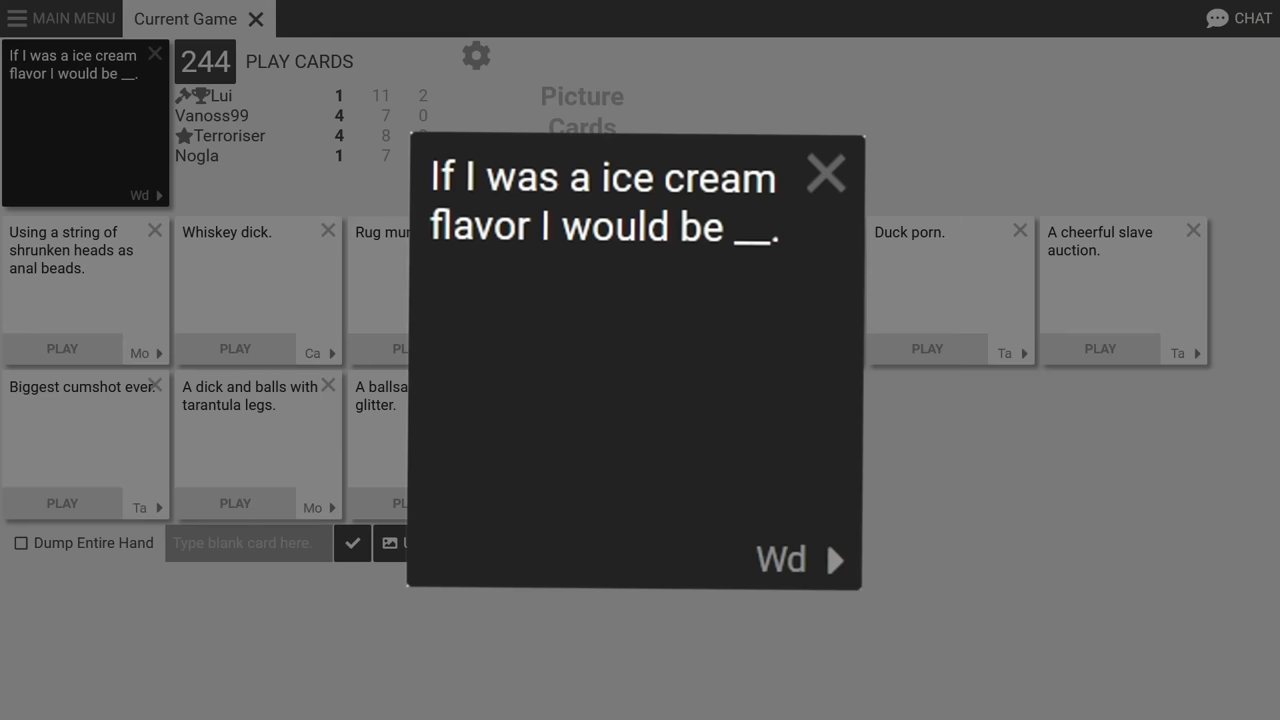 MAIN MENU
Current Game
CHAT
If I was a ice cream
flavor I would be __.
Wd
244
PLAY CARDS
Lui 1 11 2
Vanoss99 4 7 0
Terroriser 4 8
Nogla 1 7
Picture
Cards
If I was a ice cream
flavor I would be __.
Wd
Using a string of
shrunken heads as
anal beads.
PLAY
Mo
Whiskey dick.
PLAY
Ca
Rug
Duck porn.
PLAY
Ta
A cheerful slave
auction.
PLAY
Ta
Biggest cumshot ever.
PLAY
Ta
A dick and balls with
tarantula legs.
PLAY
Mo
glitter.
Dump Entire Hand
Type blank card here.